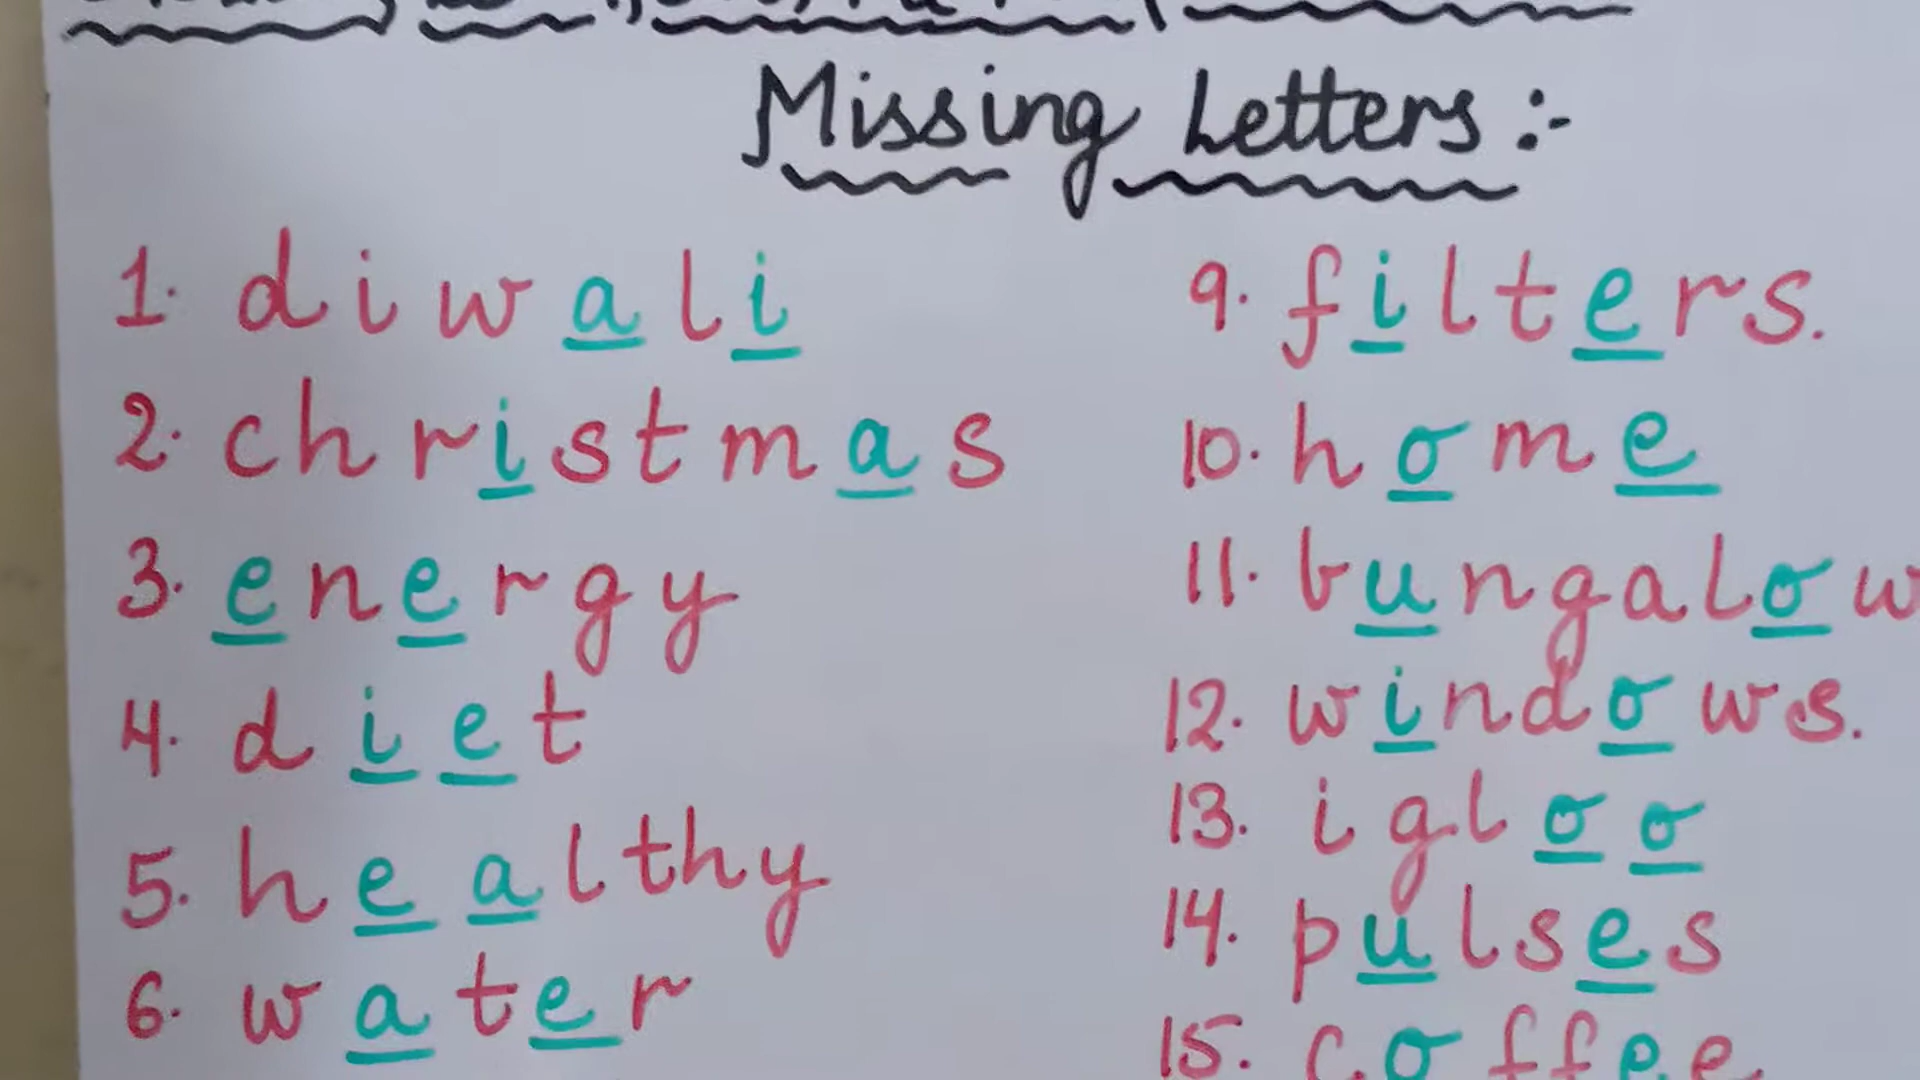 Missing Letters :-
1. diwali
2. christmas
3. energy
4. diet
5. healthy
6. water
9. filters.
10. home
11. bungalow
12. windows.
13. igloo
14. pulses
15. coffee